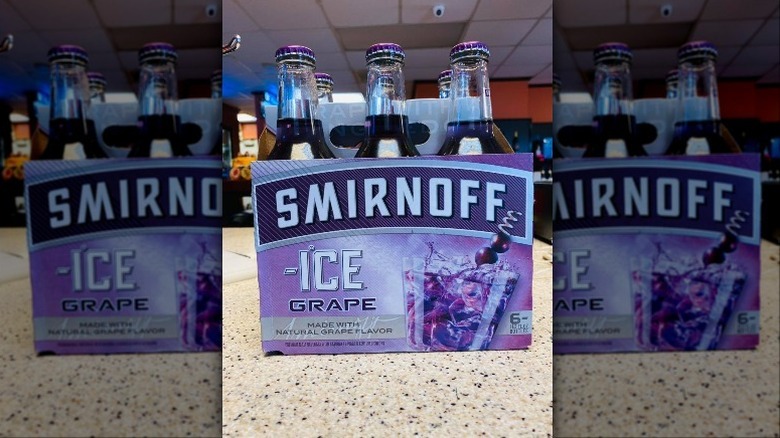 SMIRNOFF
ICE
GRAPE
MADE WITH
NATURAL GRAPE FLAVOR
6-